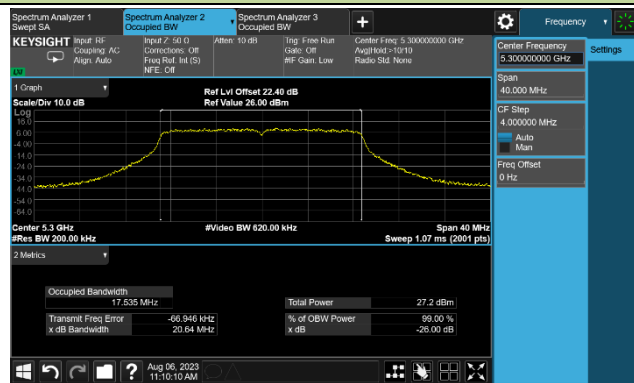 Spectrum Analyzer 1
Swept SA
Spectrum Analyzer 2
Occupied BW
Spectrum Analyzer 3
Occupied BW
+
Frequency
KEYSIGHT
Input: RF
Coupling: AC
Align: Auto
Input Z: 50 Ω
Corrections: Off
Freq Ref: Int (S)
NFE: Off
Atten: 10 dB
Trig: Free Run
Gate: Off
#IF Gain: Low
Center Freq: 5.300000000 GHz
Avg|Hold:>10/10
Radio Std: None
LW
Center Frequency
5.300000000 GHz
Settings
Span
40.000 MHz
CF Step
4.000000 MHz
Auto
Man
Freq Offset
0 Hz
1 Graph
Scale/Div 10.0 dB
Ref Lvl Offset 22.40 dB
Ref Value 26.00 dBm
Log
16.0
6.00
-4.00
-14.0
-24.0
-34.0
-44.0
-54.0
-64.0
Center 5.3 GHz
#Video BW 620.00 kHz
Span 40 MHz
#Res BW 200.00 kHz
Sweep 1.07 ms (2001 pts)
2 Metrics
Occupied Bandwidth
17.535 MHz
Total Power
27.2 dBm
Transmit Freq Error
-66.946 kHz
% of OBW Power
99.00 %
x dB Bandwidth
20.64 MHz
x dB
-26.00 dB
?
Aug 06, 2023
11:10:10 AM